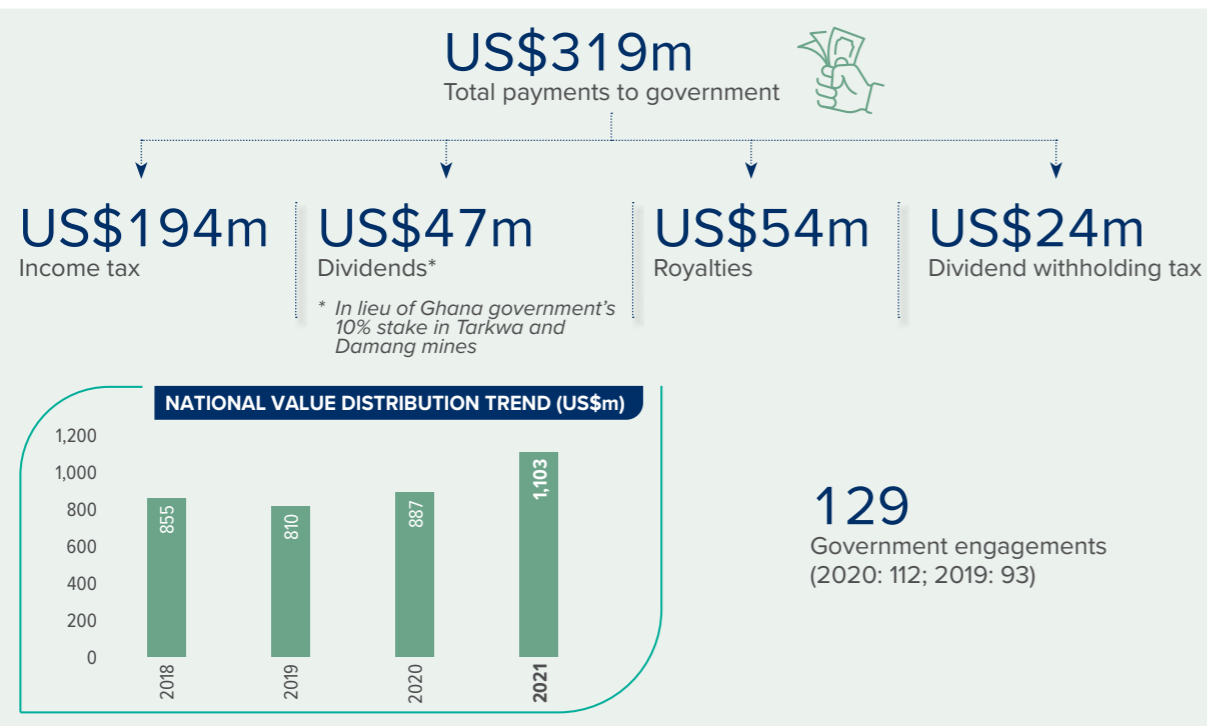 US$319m
Total payments to government
US$194m
Income tax
US$47m
Dividends*
* In lieu of Ghana government's
10% stake in Tarkwa and
Damang mines
US$54m
Royalties
US$24m
Dividend withholding tax
NATIONAL VALUE DISTRIBUTION TREND (US$m)
1,200
1,000
800
600
400
200
0
855
810
887
1,103
2018
2019
2020
2021
129
Government engagements
(2020: 112; 2019: 93)